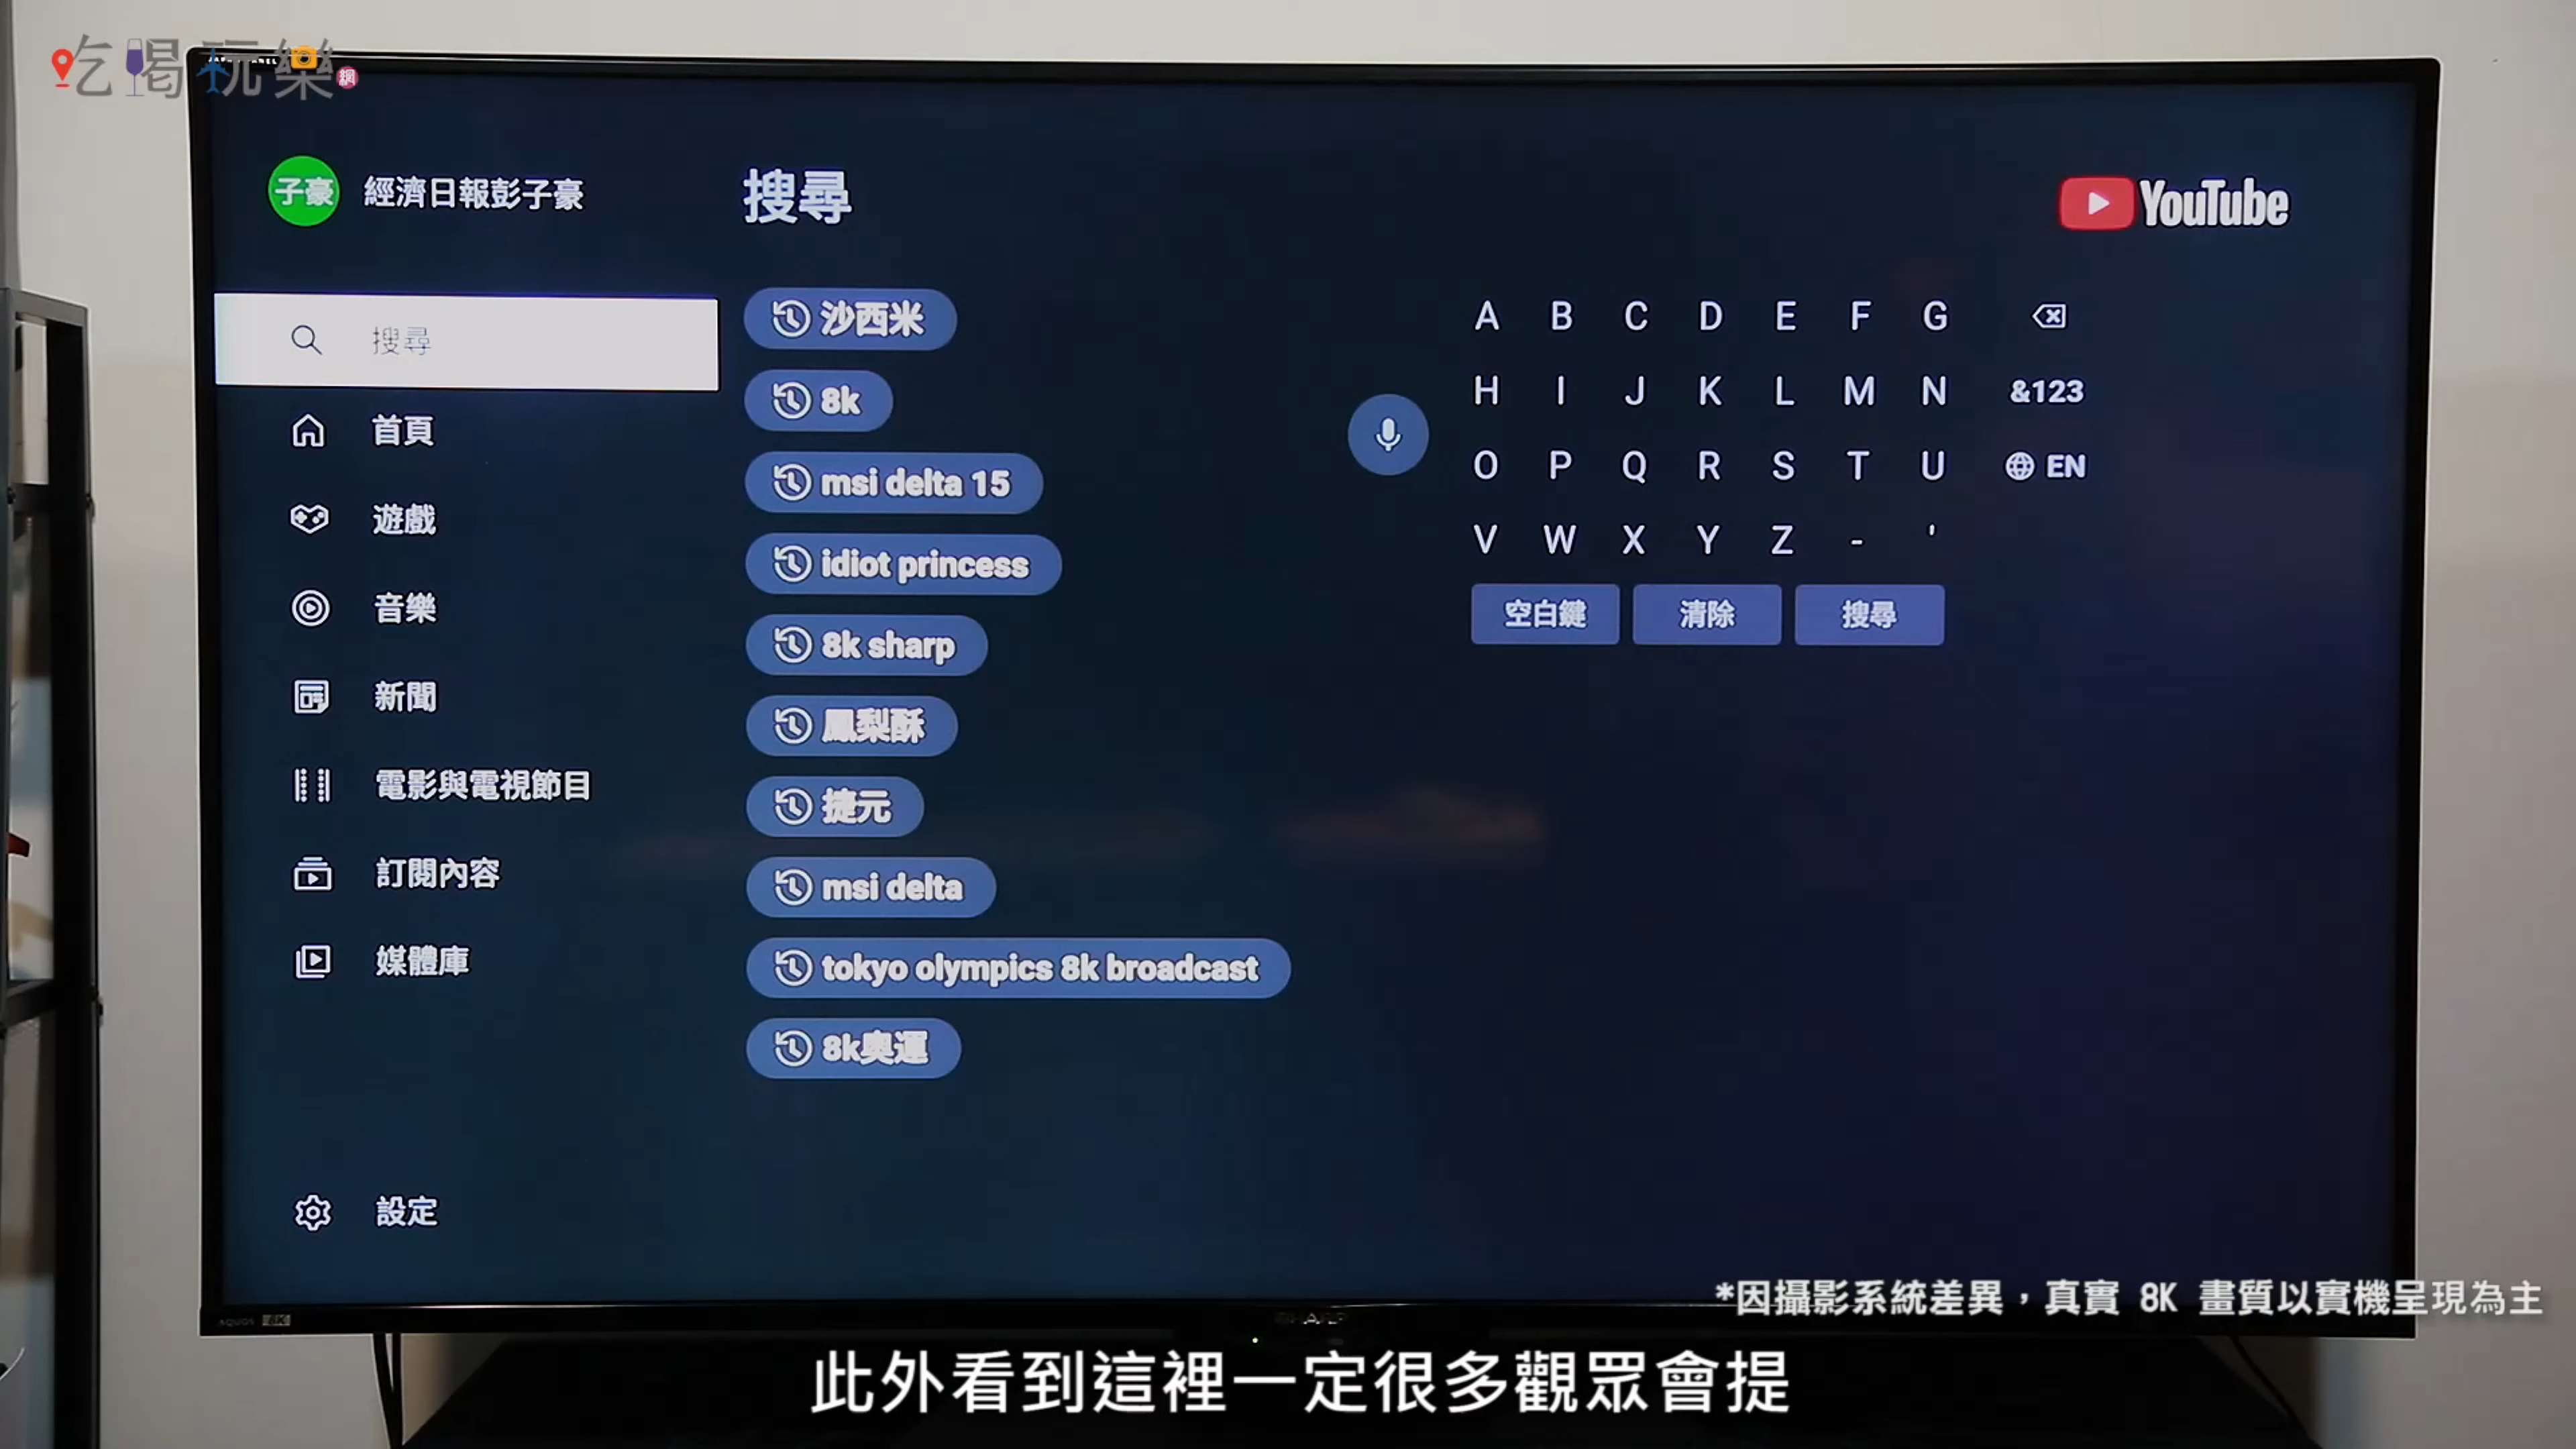 吃喝玩樂網
子豪 經濟日報彭子豪
搜尋
首頁
遊戲
音樂
新聞
電影與電視節目
訂閱內容
媒體庫
設定
搜尋
沙西米
8k
msi delta 15
idiot princess
8k sharp
鳳梨酥
捷元
msi delta
tokyo olympics 8k broadcast
8k奧運
YouTube
A B C D E F G
H I J K L M N &123
O P Q R S T U EN
V W X Y Z - '
空白鍵 清除 搜尋
AQUOS 8K
SHARP
*因攝影系統差異，真實 8K 畫質以實機呈現為主
此外看到這裡一定很多觀眾會提